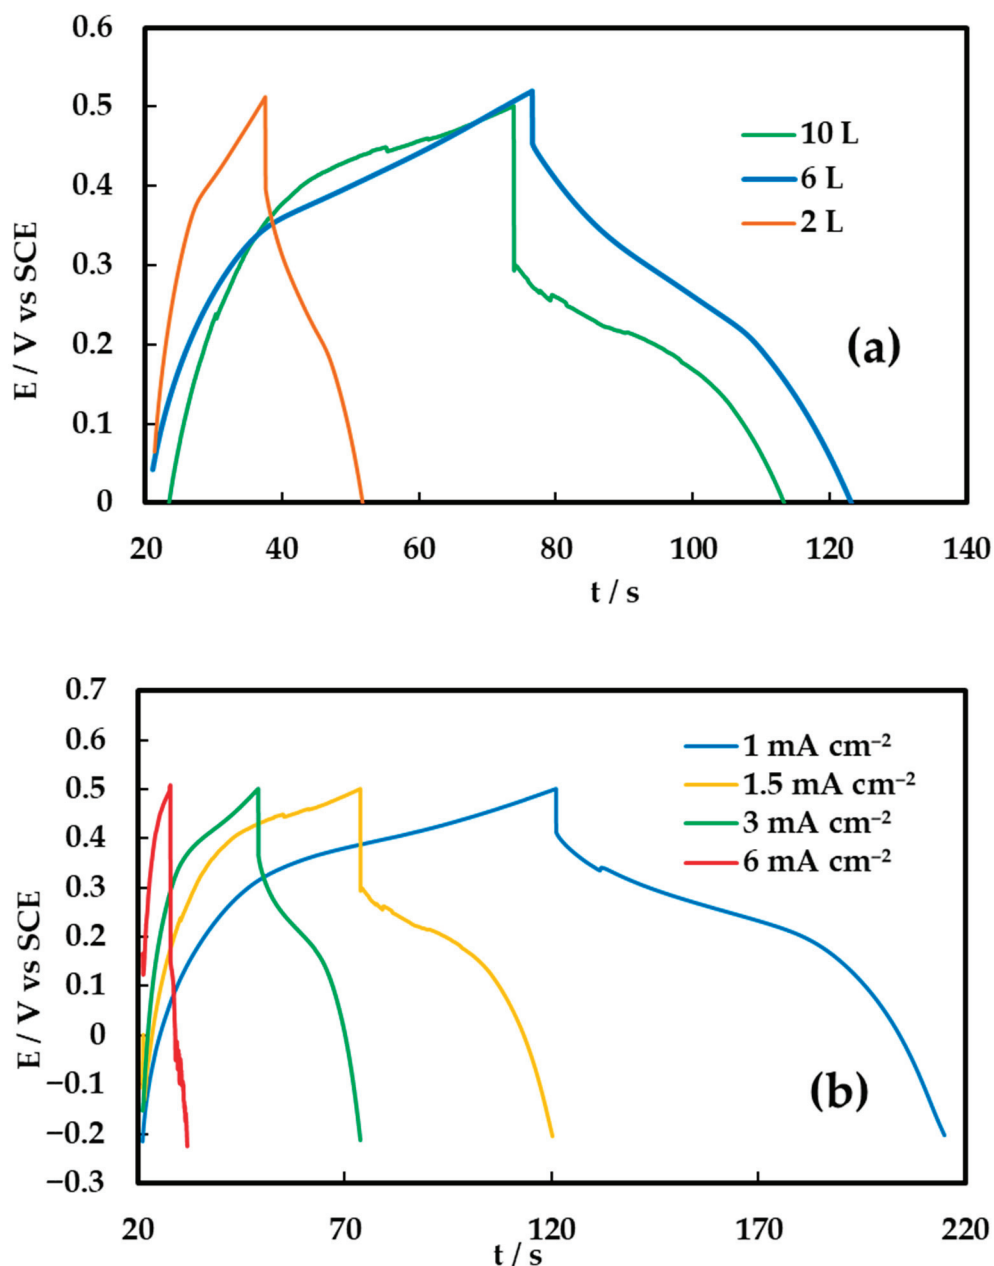 0.6
0.5
0.4
0.3
0.2
0.1
0
E / V vs SCE
10 L
6 L
2 L
(a)
20 40 60 80 100 120 140
t / s
0.7
0.6
0.5
0.4
0.3
0.2
0.1
0
−0.1
−0.2
−0.3
E / V vs SCE
1 mA cm⁻²
1.5 mA cm⁻²
3 mA cm⁻²
6 mA cm⁻²
(b)
20 70 120 170 220
t / s